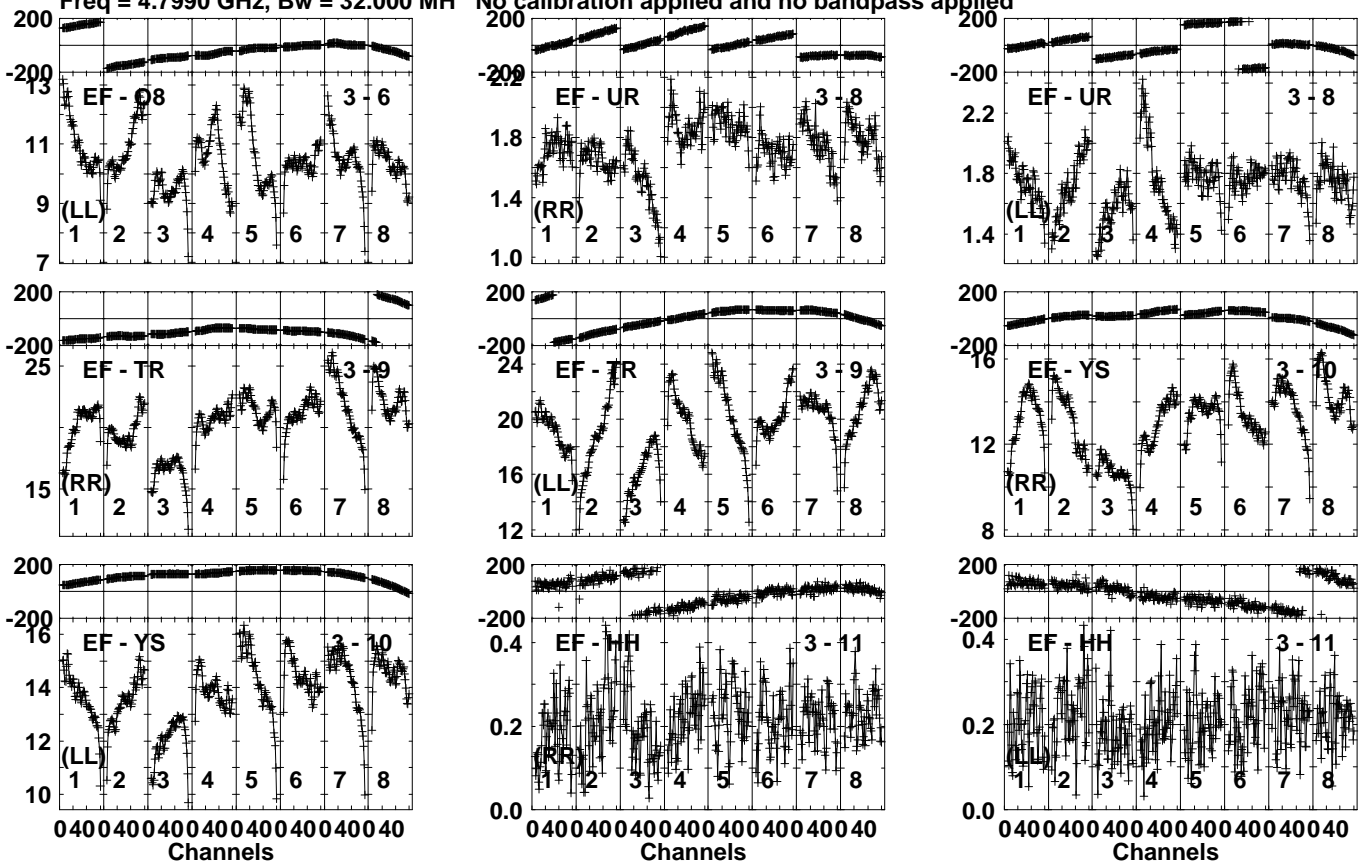 Freq = 4.7990 GHz, Bw = 32.000 MH No calibration applied and no bandpass applied
200
-200
13
11
9
7
EF - O8
3 - 6
(LL)
1 2 3 4 5 6 7 8
200
-200
2.2
1.8
1.4
1.0
EF - UR
3 - 8
(RR)
1 2 3 4 5 6 7 8
200
-200
2.2
1.8
1.4
EF - UR
3 - 8
(LL)
1 2 3 4 5 6 7 8
200
-200
25
15
EF - TR
3 - 9
(RR)
1 2 3 4 5 6 7 8
200
-200
24
20
16
12
EF - TR
3 - 9
(LL)
1 2 3 4 5 6 7 8
200
-200
16
12
8
EF - YS
3 - 10
(RR)
1 2 3 4 5 6 7 8
200
-200
16
14
12
10
EF - YS
3 - 10
(LL)
1 2 3 4 5 6 7 8
0 40 0 40 0 40 0 40 0 40 0 40 0 40 0 40
Channels
200
-200
0.4
0.2
0.0
EF - HH
3 - 11
(RR)
1 2 3 4 5 6 7 8
0 40 0 40 0 40 0 40 0 40 0 40 0 40 0 40
Channels
200
-200
0.4
0.2
0.0
EF - HH
3 - 11
(LL)
1 2 3 4 5 6 7 8
0 40 0 40 0 40 0 40 0 40 0 40 0 40 0 40
Channels